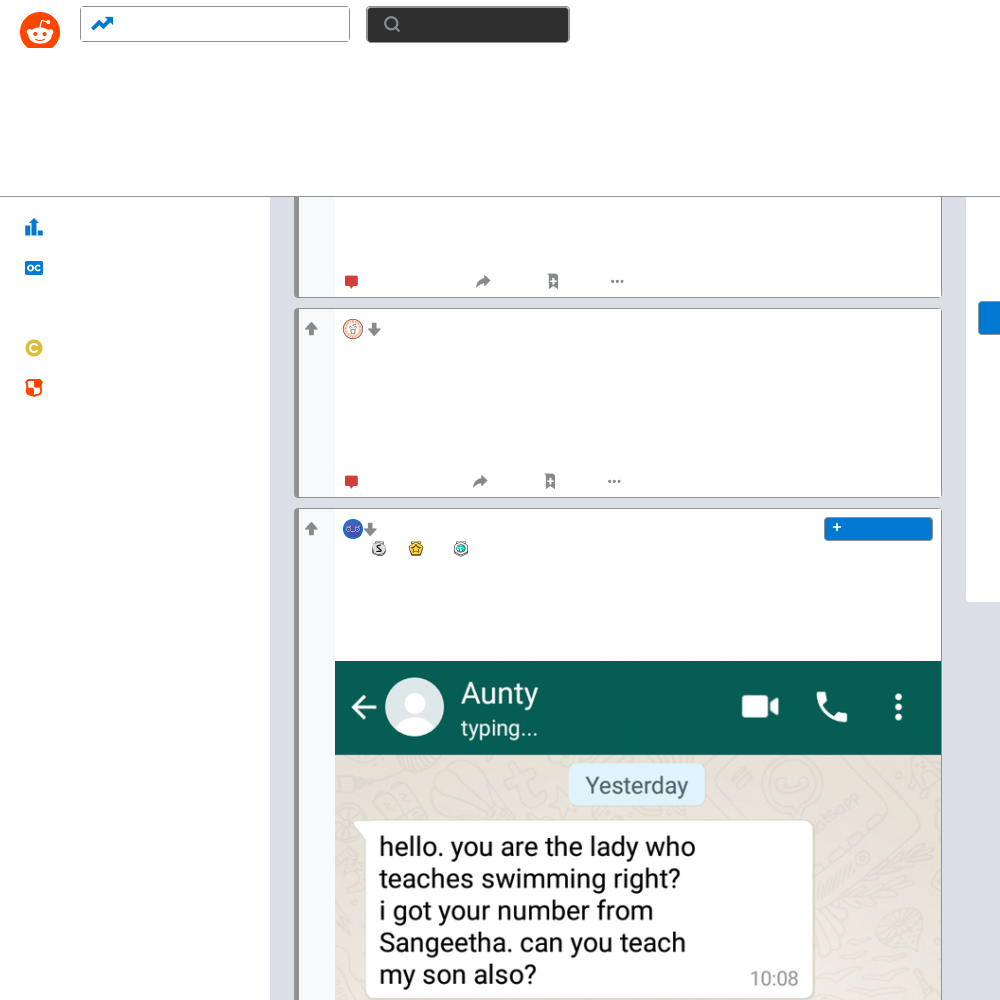 OC
Aunty
typing...
Yesterday
hello. you are the lady who
teaches swimming right?
i got your number from
Sangeetha. can you teach
my son also?
10:08